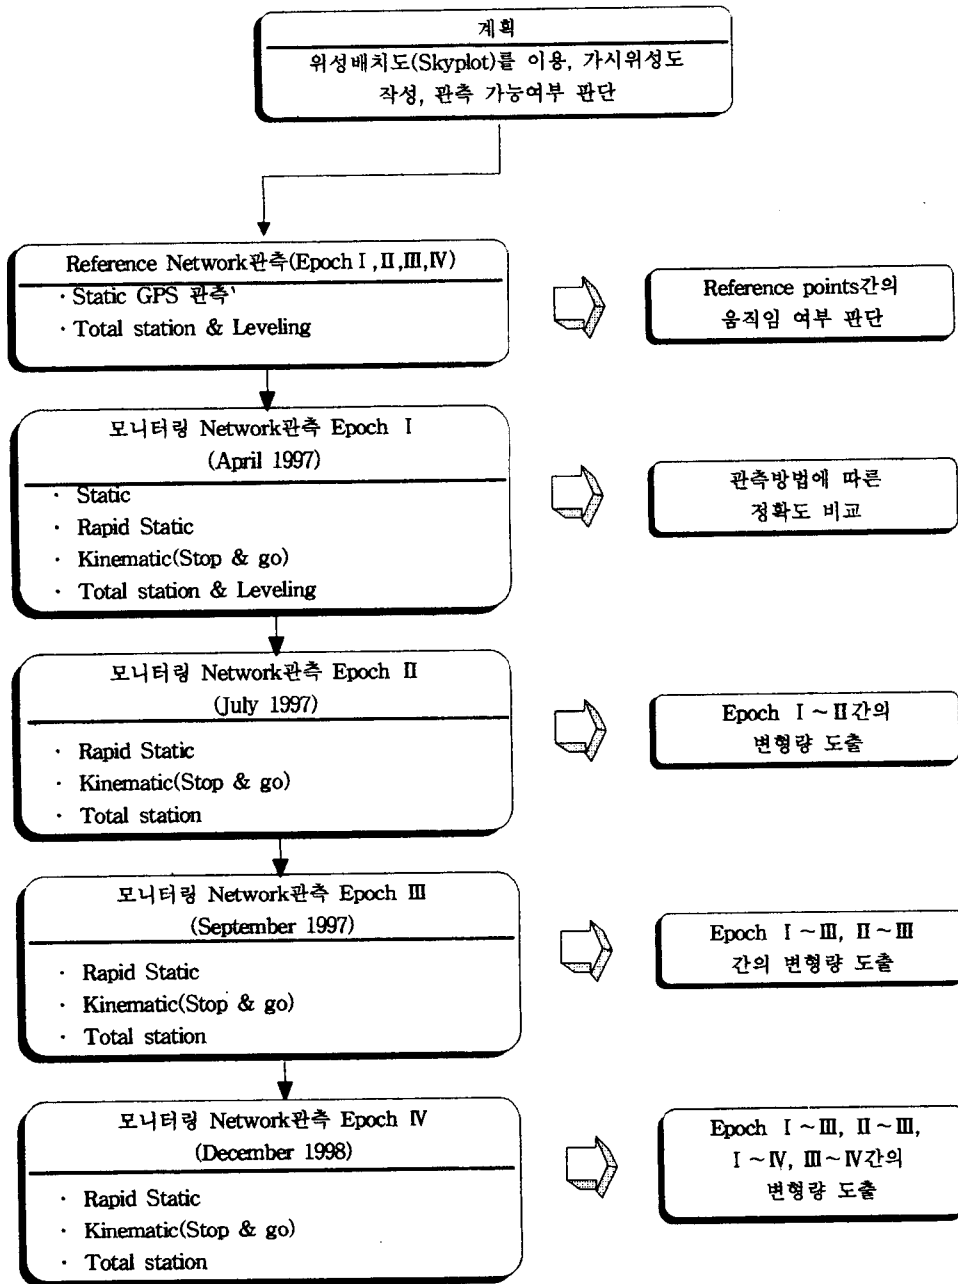 계획
위성배치도(Skyplot)를 이용, 가시위성도
작성, 관측 가능여부 판단
Reference Network관측(Epoch Ⅰ,Ⅱ,Ⅲ,Ⅳ)
· Static GPS 관측
· Total station & Leveling
Reference points간의
움직임 여부 판단
모니터링 Network관측 Epoch Ⅰ
(April 1997)
· Static
· Rapid Static
· Kinematic(Stop & go)
· Total station & Leveling
관측방법에 따른
정확도 비교
모니터링 Network관측 Epoch Ⅱ
(July 1997)
· Rapid Static
· Kinematic(Stop & go)
· Total station
Epoch Ⅰ~Ⅱ간의
변형량 도출
모니터링 Network관측 Epoch Ⅲ
(September 1997)
· Rapid Static
· Kinematic(Stop & go)
· Total station
Epoch Ⅰ~Ⅲ, Ⅱ~Ⅲ
간의 변형량 도출
모니터링 Network관측 Epoch Ⅳ
(December 1998)
· Rapid Static
· Kinematic(Stop & go)
· Total station
Epoch Ⅰ~Ⅲ, Ⅱ~Ⅲ,
Ⅰ~Ⅳ, Ⅲ~Ⅳ간의
변형량 도출